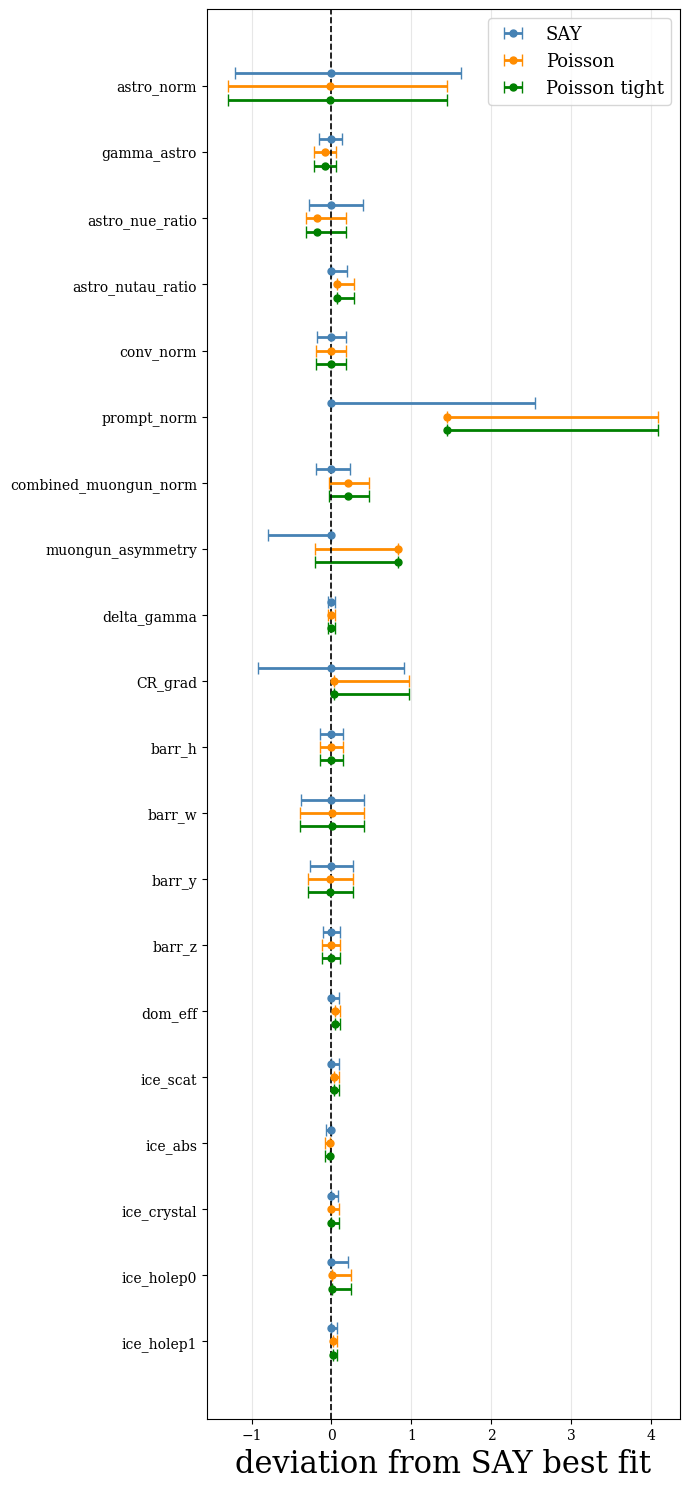 SAY
Poisson
Poisson tight
astro_norm
gamma_astro
astro_nue_ratio
astro_nutau_ratio
conv_norm
prompt_norm
combined_muongun_norm
muongun_asymmetry
delta_gamma
CR_grad
barr_h
barr_w
barr_y
barr_z
dom_eff
ice_scat
ice_abs
ice_crystal
ice_holep0
ice_holep1
−1 0 1 2 3 4
deviation from SAY best fit